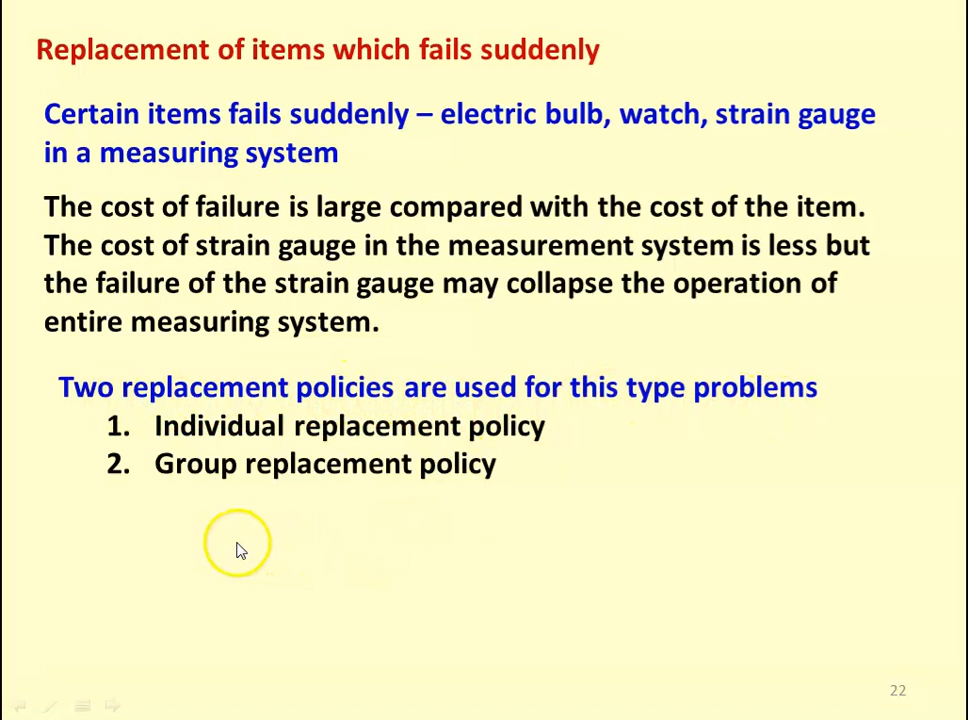 Replacement of items which fails suddenly
Certain items fails suddenly – electric bulb, watch, strain gauge
in a measuring system
The cost of failure is large compared with the cost of the item.
The cost of strain gauge in the measurement system is less but
the failure of the strain gauge may collapse the operation of
entire measuring system.
Two replacement policies are used for this type problems
1. Individual replacement policy
2. Group replacement policy
22